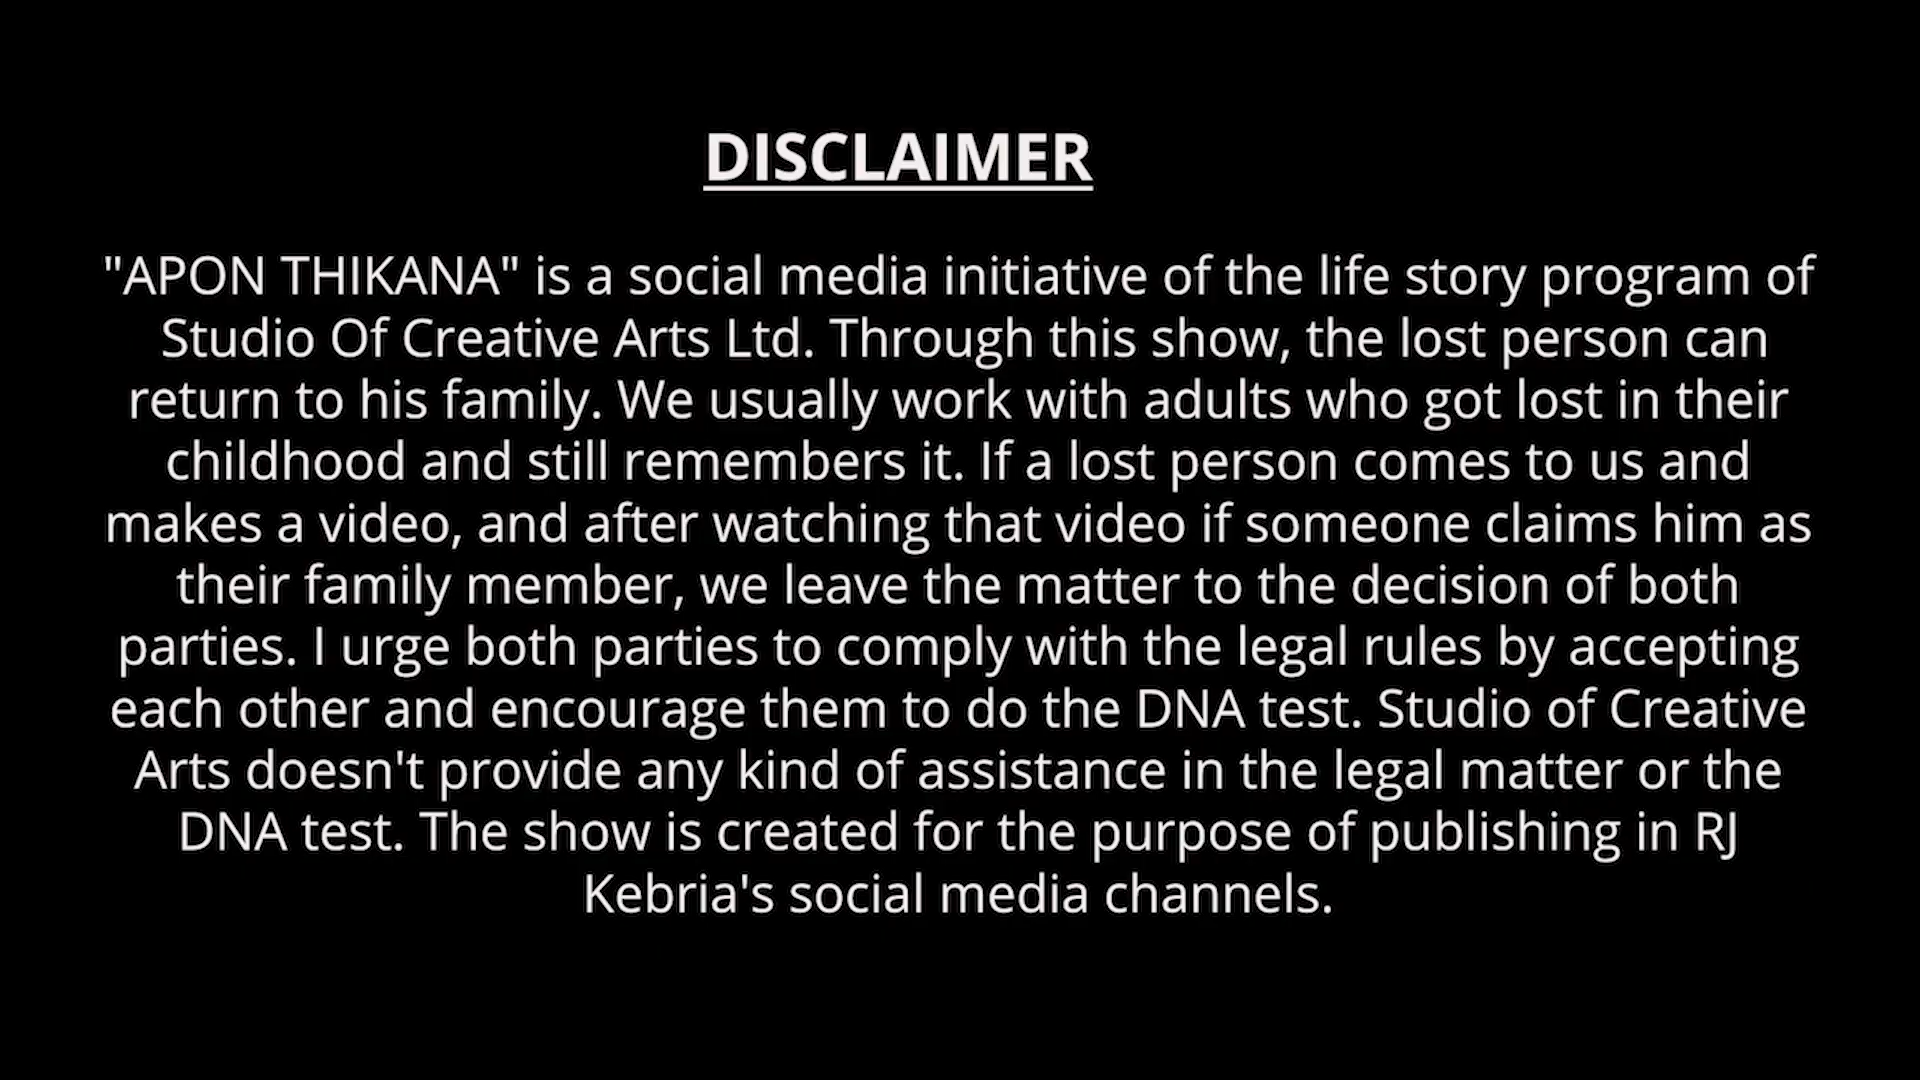 DISCLAIMER
"APON THIKANA" is a social media initiative of the life story program of
Studio Of Creative Arts Ltd. Through this show, the lost person can
return to his family. We usually work with adults who got lost in their
childhood and still remembers it. If a lost person comes to us and
makes a video, and after watching that video if someone claims him as
their family member, we leave the matter to the decision of both
parties. I urge both parties to comply with the legal rules by accepting
each other and encourage them to do the DNA test. Studio of Creative
Arts doesn't provide any kind of assistance in the legal matter or the
DNA test. The show is created for the purpose of publishing in RJ
Kebria's social media channels.